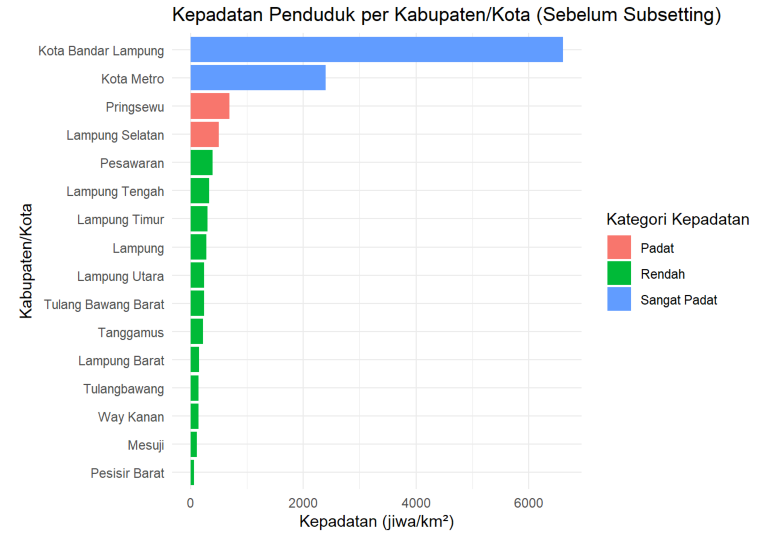 Kepadatan Penduduk per Kabupaten/Kota (Sebelum Subsetting)
Kabupaten/Kota
Kota Bandar Lampung
Kota Metro
Pringsewu
Lampung Selatan
Pesawaran
Lampung Tengah
Lampung Timur
Lampung
Lampung Utara
Tulang Bawang Barat
Tanggamus
Lampung Barat
Tulangbawang
Way Kanan
Mesuji
Pesisir Barat
0 2000 4000 6000
Kepadatan (jiwa/km²)
Kategori Kepadatan
Padat
Rendah
Sangat Padat